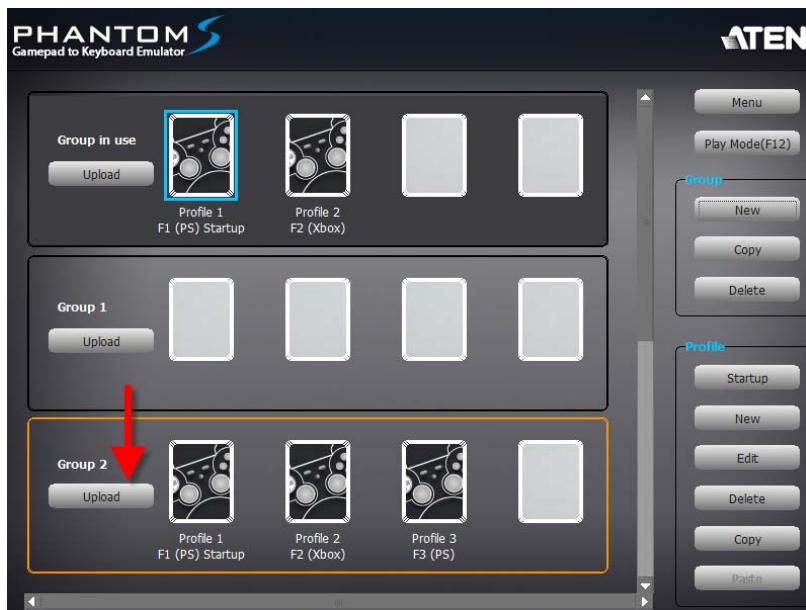 PHANTOM S
Gamepad to Keyboard Emulator
ATEN
Group in use
Upload
Profile 1
F1 (PS) Startup
Profile 2
F2 (Xbox)
Group 1
Upload
Group 2
Upload
Profile 1
F1 (PS) Startup
Profile 2
F2 (Xbox)
Profile 3
F3 (PS)
Menu
Play Mode(F12)
Group
New
Copy
Delete
Profile
Startup
New
Edit
Delete
Copy
Paste